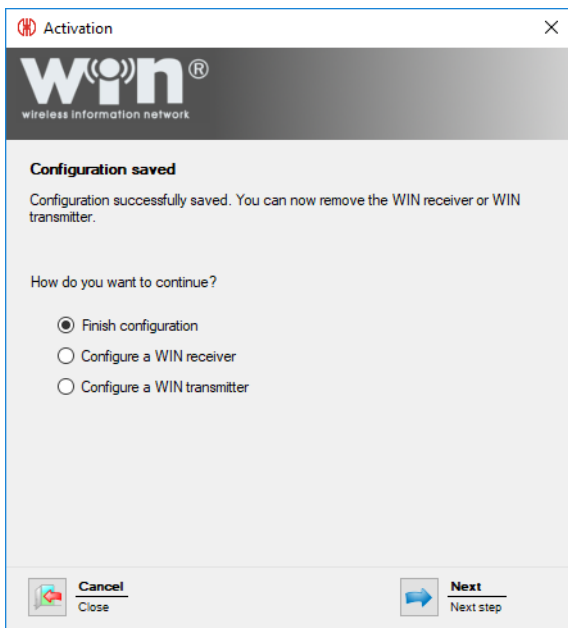 Activation
WIN®
wireless information network
Configuration saved
Configuration successfully saved. You can now remove the WIN receiver or WIN
transmitter.
How do you want to continue?
Finish configuration
Configure a WIN receiver
Configure a WIN transmitter
Cancel
Close
Next
Next step